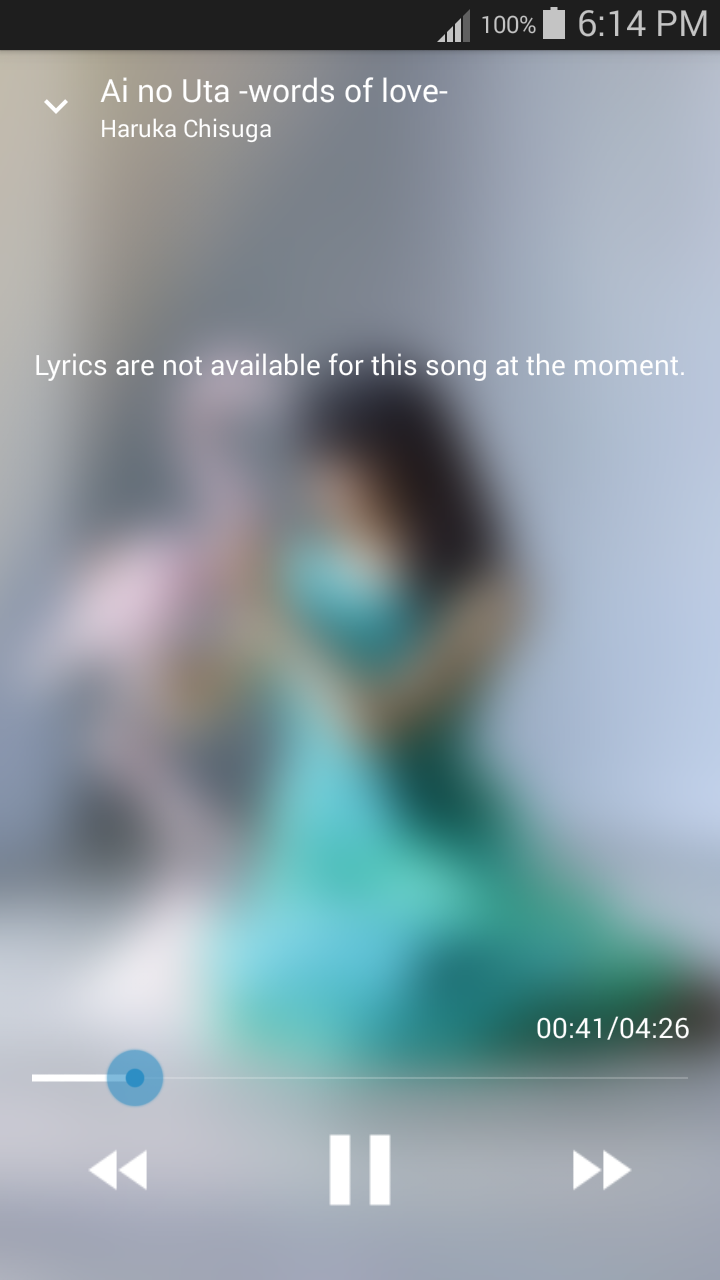 100% 6:14 PM
Ai no Uta -words of love-
Haruka Chisuga
Lyrics are not available for this song at the moment.
00:41/04:26